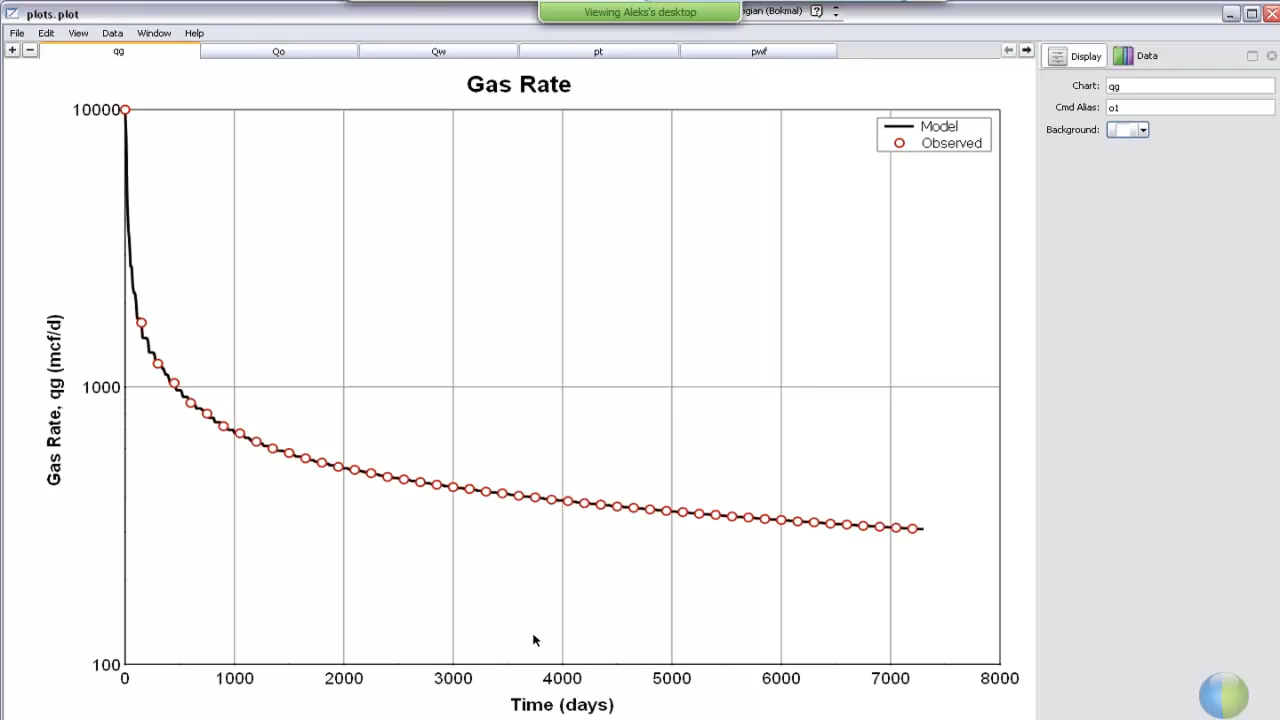 plots.plot
Viewing Aleks's desktop
egian (Bokmal)
File Edit View Data Window Help
qg Qo Qw pt pwf
Display Data
Chart: qg
Cmd Alias: o1
Background:
Gas Rate
Model
Observed
10000
1000
100
Gas Rate, qg (mcf/d)
0 1000 2000 3000 4000 5000 6000 7000 8000
Time (days)